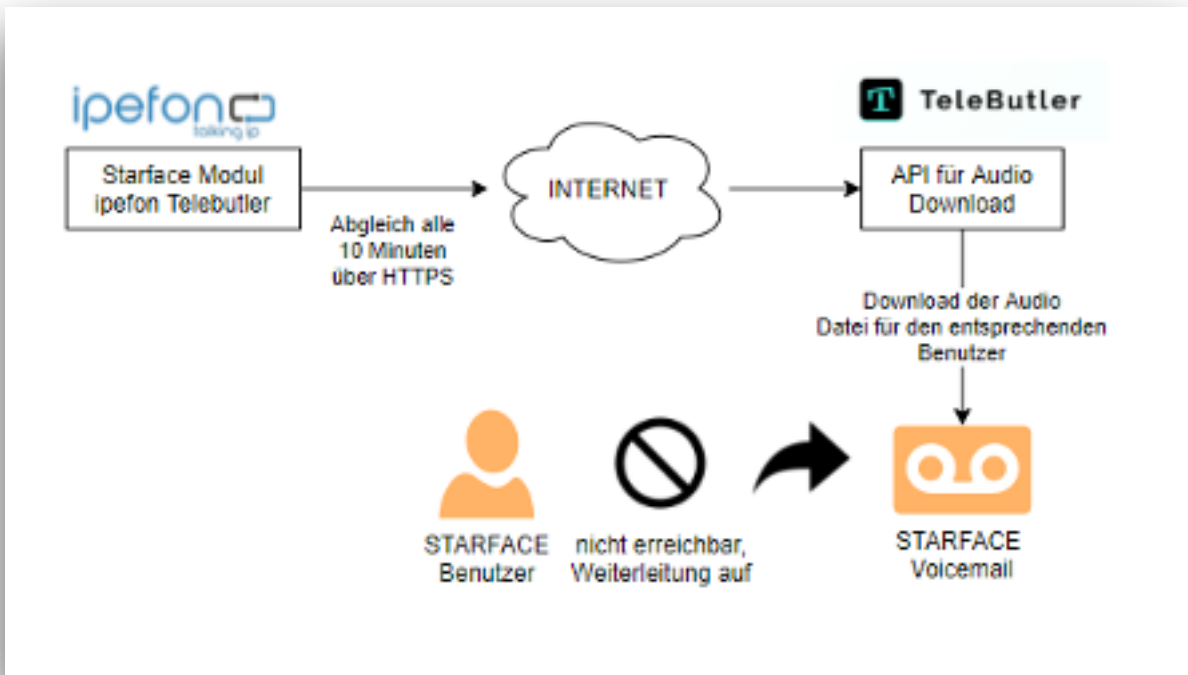 ipefon
talking ip
TeleButler
Starface Modul
ipefon Telebutler
INTERNET
API für Audio
Download
Abgleich alle
10 Minuten
über HTTPS
Download der Audio
Datei für den entsprechenden
Benutzer
STARFACE
Benutzer
nicht erreichbar,
Weiterleitung auf
STARFACE
Voicemail